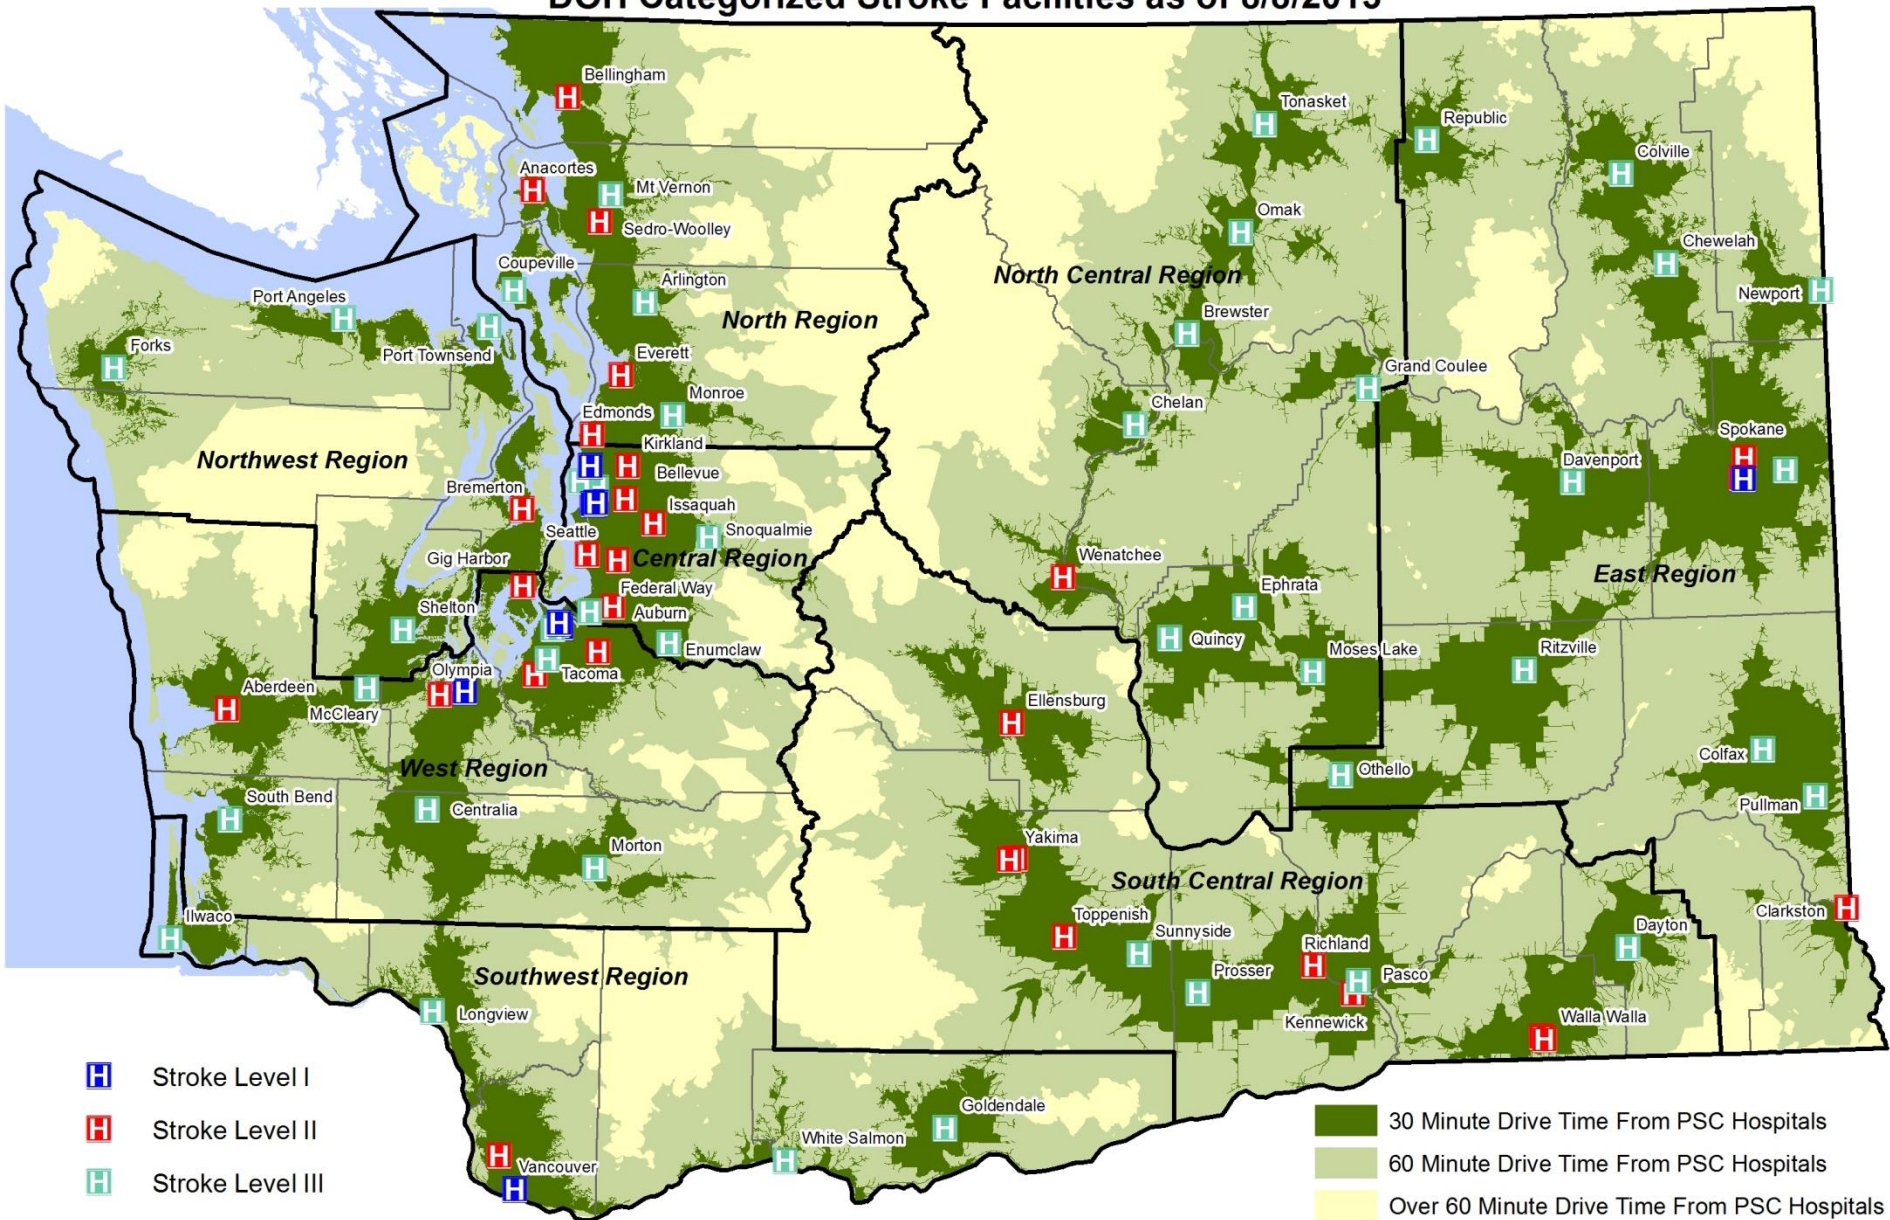 DOH Categorized Stroke Facilities as of 8/8/2015
Bellingham
Tonasket
Republic
Colville
Anacortes
Mt Vernon
Sedro-Woolley
Omak
Chewelah
Coupeville
North Central Region
Arlington
Port Angeles
Newport
North Region
Brewster
Forks
Port Townsend
Everett
Grand Coulee
Monroe
Chelan
Edmonds
Kirkland
Spokane
Northwest Region
Bellevue
Davenport
Bremerton
Issaquah
Snoqualmie
Seattle
Gig Harbor
Central Region
Wenatchee
East Region
Federal Way
Ephrata
Shelton
Auburn
Enumclaw
Quincy
Moses Lake
Ritzville
Olympia
Tacoma
Aberdeen
McCleary
Ellensburg
Colfax
West Region
Othello
South Bend
Centralia
Pullman
Morton
Yakima
South Central Region
Ilwaco
Toppenish
Sunnyside
Clarkston
Dayton
Richland
Prosser
Pasco
Southwest Region
Longview
Kennewick
Walla Walla
Goldendale
White Salmon
Vancouver
H Stroke Level I
H Stroke Level II
H Stroke Level III
30 Minute Drive Time From PSC Hospitals
60 Minute Drive Time From PSC Hospitals
Over 60 Minute Drive Time From PSC Hospitals